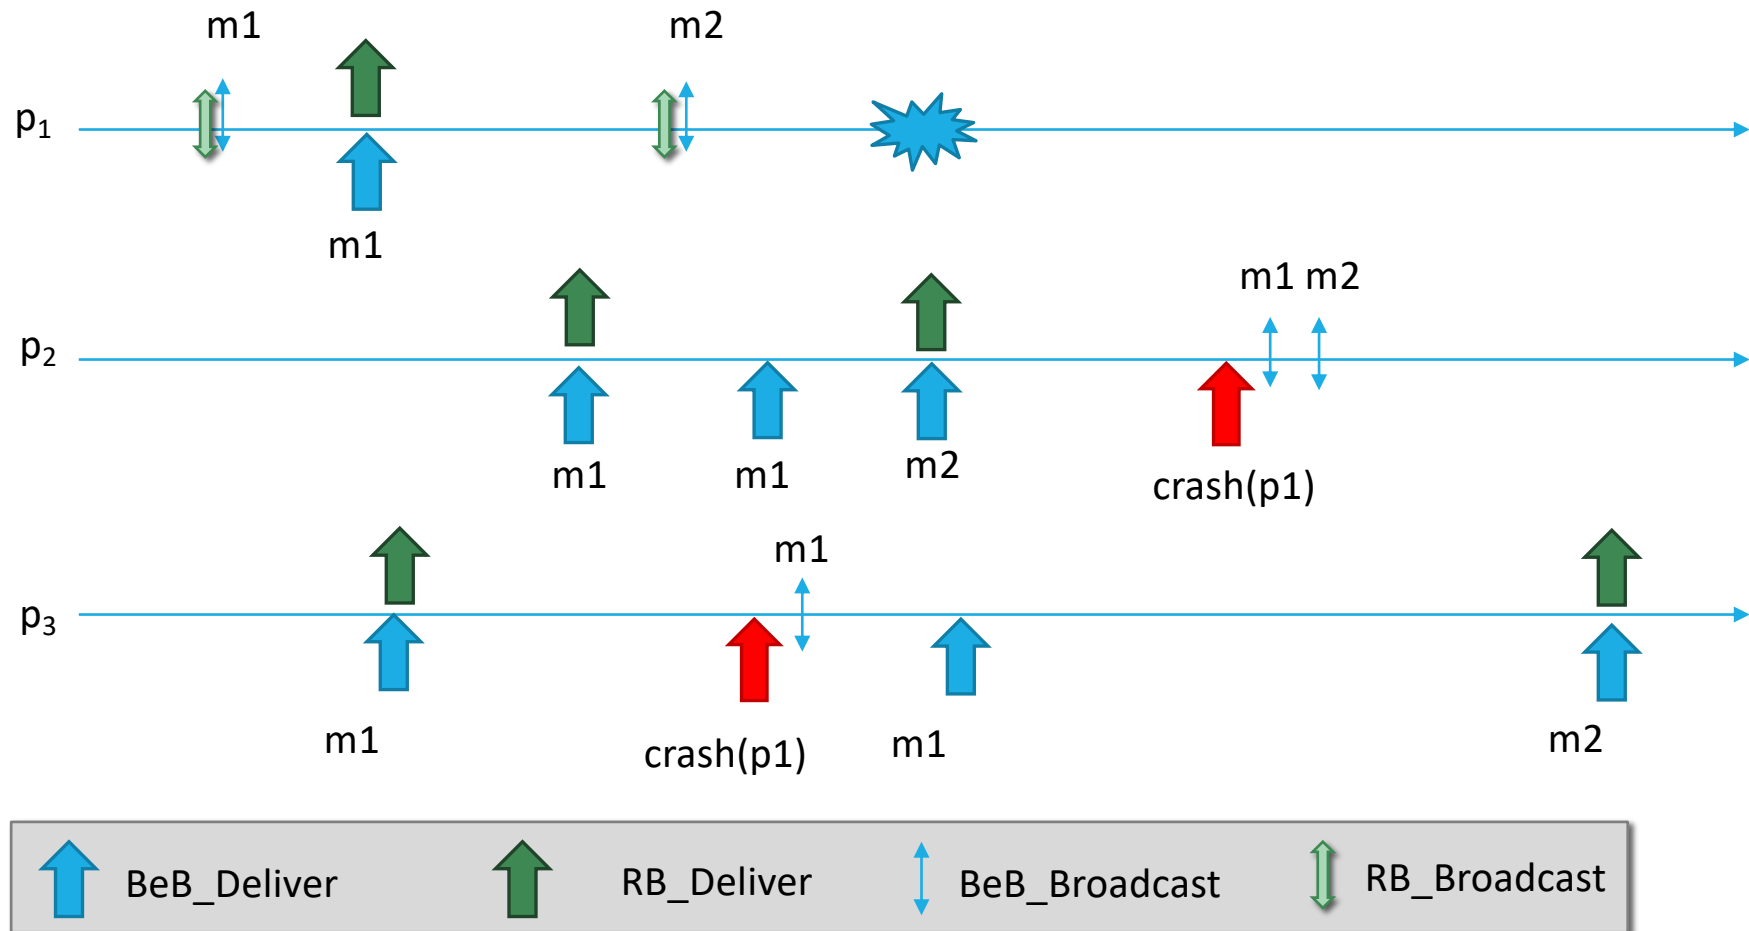 m1 m2
p1
m1
m1 m2
p2
m1 m1 m2
crash(p1)
m1
p3
m1 crash(p1) m1 m2
BeB_Deliver RB_Deliver BeB_Broadcast RB_Broadcast